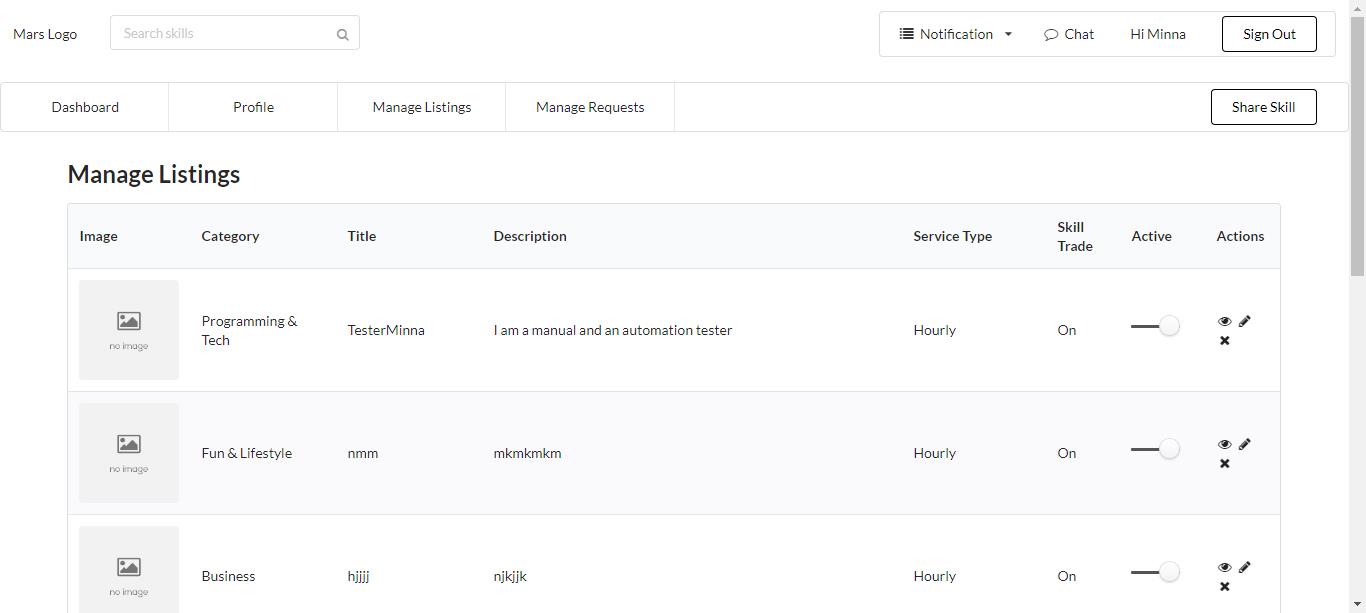 Mars Logo
Search skills
Notification
Chat
Hi Minna
Sign Out
Dashboard
Profile
Manage Listings
Manage Requests
Share Skill
Manage Listings
Image
Category
Title
Description
Service Type
Skill
Trade
Active
Actions
no image
Programming &
Tech
TesterMinna
I am a manual and an automation tester
Hourly
On
no image
Fun & Lifestyle
nmm
mkmkmkm
Hourly
On
no image
Business
hjjjj
njkjjk
Hourly
On